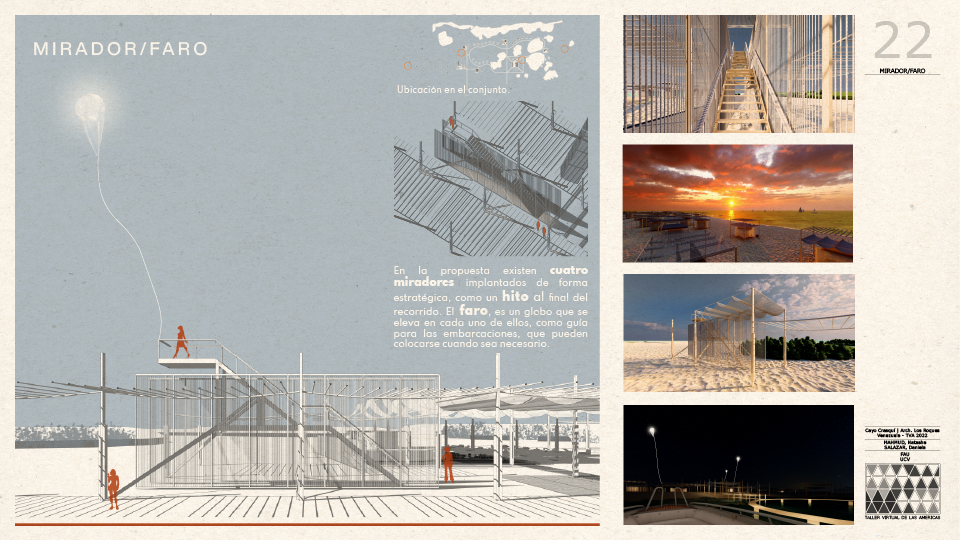 MIRADOR/FARO
Ubicación en el conjunto.
En la propuesta existen cuatro
miradores implantados de forma
estratégica, como un hito al final del
recorrido. El faro, es un globo que se
eleva en cada uno de ellos, como guía
para las embarcaciones, que pueden
colocarse cuando sea necesario.
22
MIRADOR/FARO
Cayo Crasquí | Arch. Los Roques
Venezuela - TVA 2022
MAHMUD, Natasha
SALAZAR, Daniela
FAU
UCV
TALLER VIRTUAL DE LAS AMÉRICAS